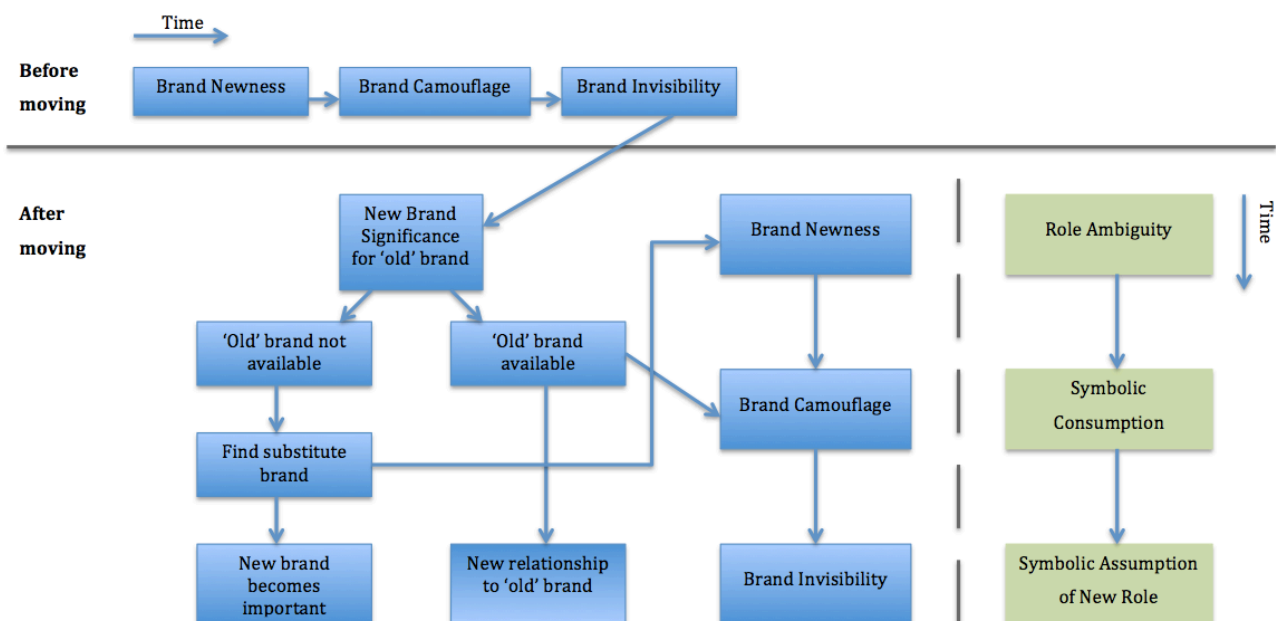 Time
Before
moving
Brand Newness
Brand Camouflage
Brand Invisibility
After
moving
New Brand
Significance
for ‘old’ brand
Brand Newness
Role Ambiguity
Time
‘Old’ brand not
available
‘Old’ brand
available
Brand Camouflage
Symbolic
Consumption
Find substitute
brand
New brand
becomes
important
New relationship
to ‘old’ brand
Brand Invisibility
Symbolic Assumption
of New Role